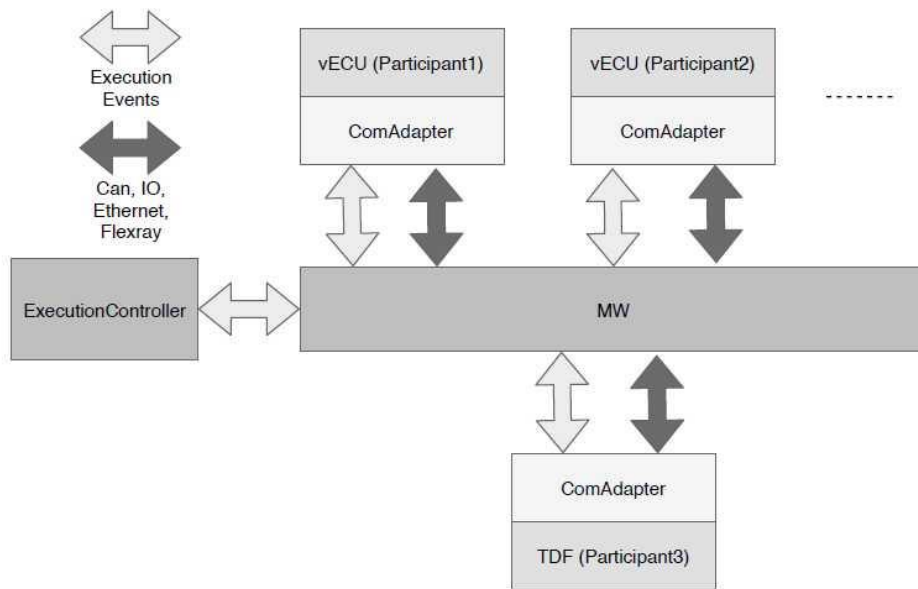 Execution
Events
Can, IO,
Ethernet,
Flexray
vECU (Participant1)
ComAdapter
vECU (Participant2)
ComAdapter
ExecutionController
MW
ComAdapter
TDF (Participant3)